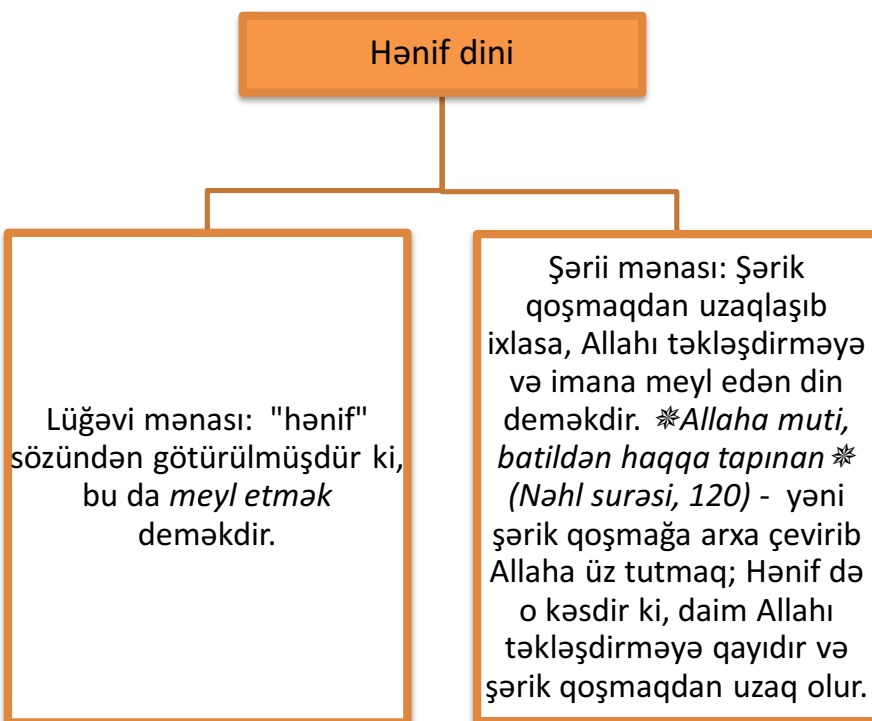 Hənif dini
Lüğəvi mənası: "hənif"
sözündən götürülmüşdür ki,
bu da meyl etmək
deməkdir.
Şərii mənası: Şərik
qoşmaqdan uzaqlaşıb
ixlasa, Allahı təkləşdirməyə
və imana meyl edən din
deməkdir. ✵Allaha muti,
batildən haqqa tapınan✵
(Nəhl surəsi, 120) - yəni
şərik qoşmağa arxa çevirib
Allaha üz tutmaq; Hənif də
o kəsdir ki, daim Allahı
təkləşdirməyə qayıdır və
şərik qoşmaqdan uzaq olur.